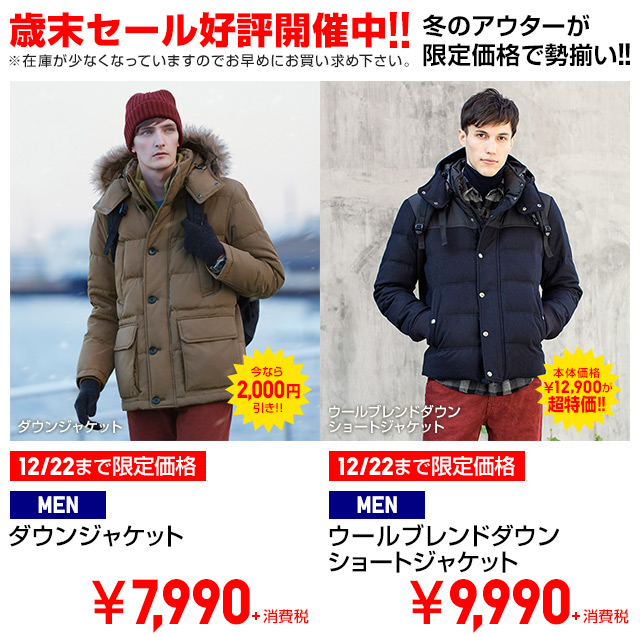 歳末セール好評開催中!!
※在庫が少なくなっていますのでお早めにお買い求め下さい。
冬のアウターが
限定価格で勢揃い!!
今なら
2,000円
引き!!
ダウンジャケット
本体価格
¥12,900が
超特価!!
ウールブレンドダウン
ショートジャケット
12/22まで限定価格
MEN
ダウンジャケット
¥7,990+消費税
12/22まで限定価格
MEN
ウールブレンドダウン
ショートジャケット
¥9,990+消費税